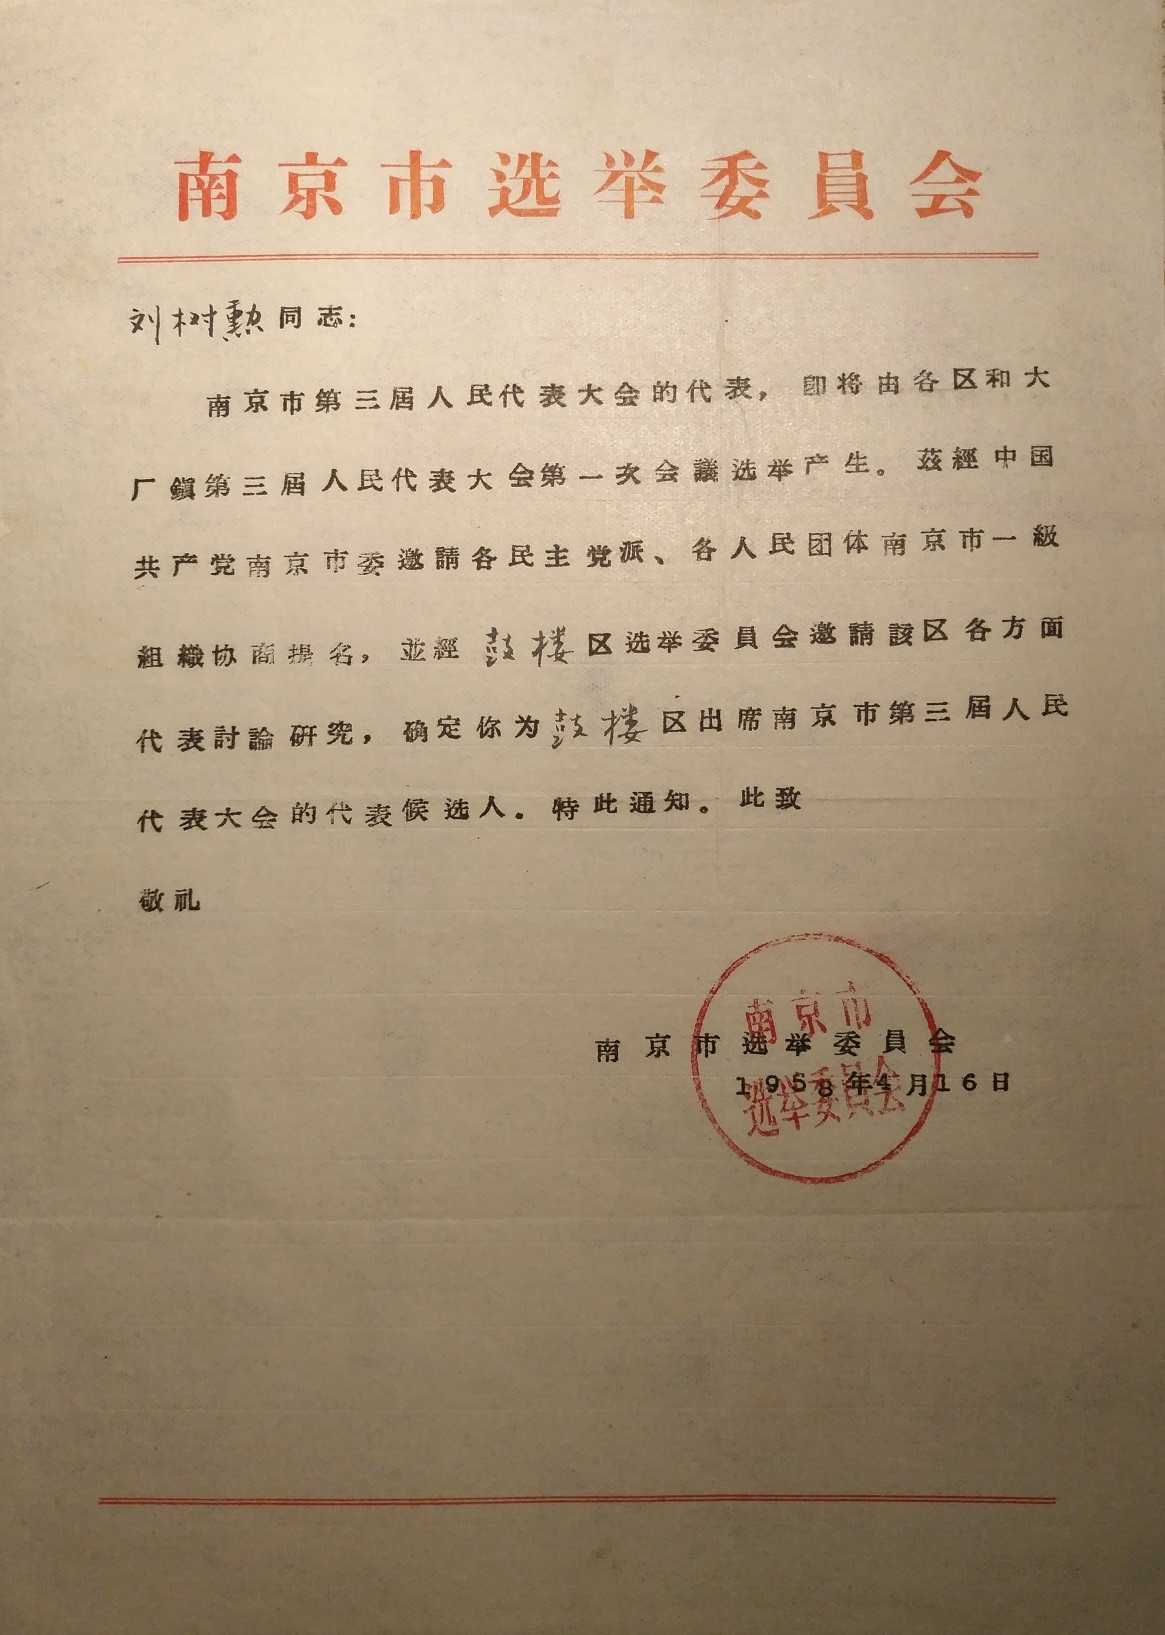 南京市选举委員会
刘树勲同志：
南京市第三屆人民代表大会的代表，即将由各区和大
厂鎭第三屆人民代表大会第一次会議选举产生。茲經中国
共产党南京市委邀請各民主党派、各人民团体南京市一級
組織协商提名，並經鼓楼区选举委員会邀請該区各方面
代表討論研究，确定你为鼓楼区出席南京市第三屆人民
代表大会的代表候选人．特此通知。此致
敬礼
南京市选举委員会
1958年4月16日
南京市
选举委員会